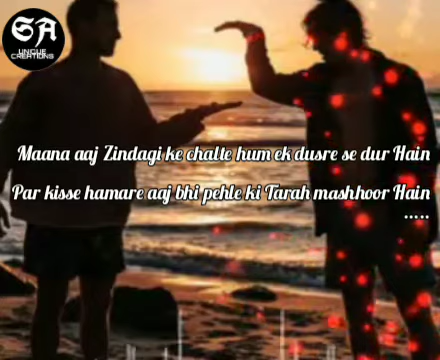 SA
UNIQUE
CREATIONS
Maana aaj Zindagi ke chalte hum ek dusre se dur Hain
Par kisse hamare aaj bhi pehle ki Tarah mashhoor Hain
.....